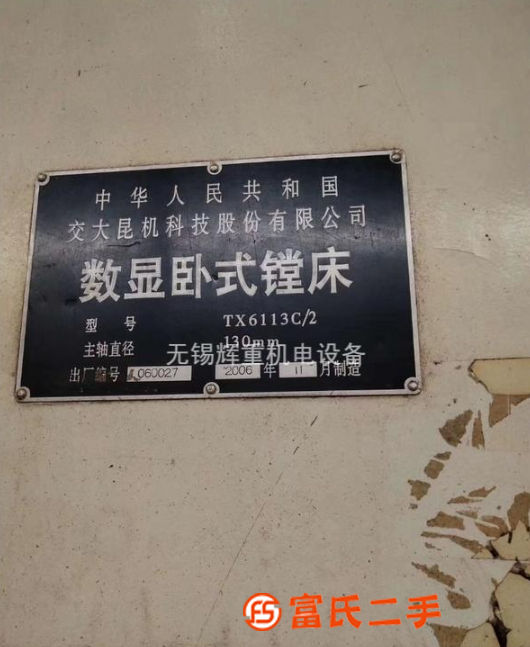 中华人民共和国
交大昆机科技股份有限公司
数显卧式镗床
型号 TX6113C/2
主轴直径 130mm
无锡辉重机电设备
出厂编号 060027 2006 年 11 月制造
FS 富氏二手